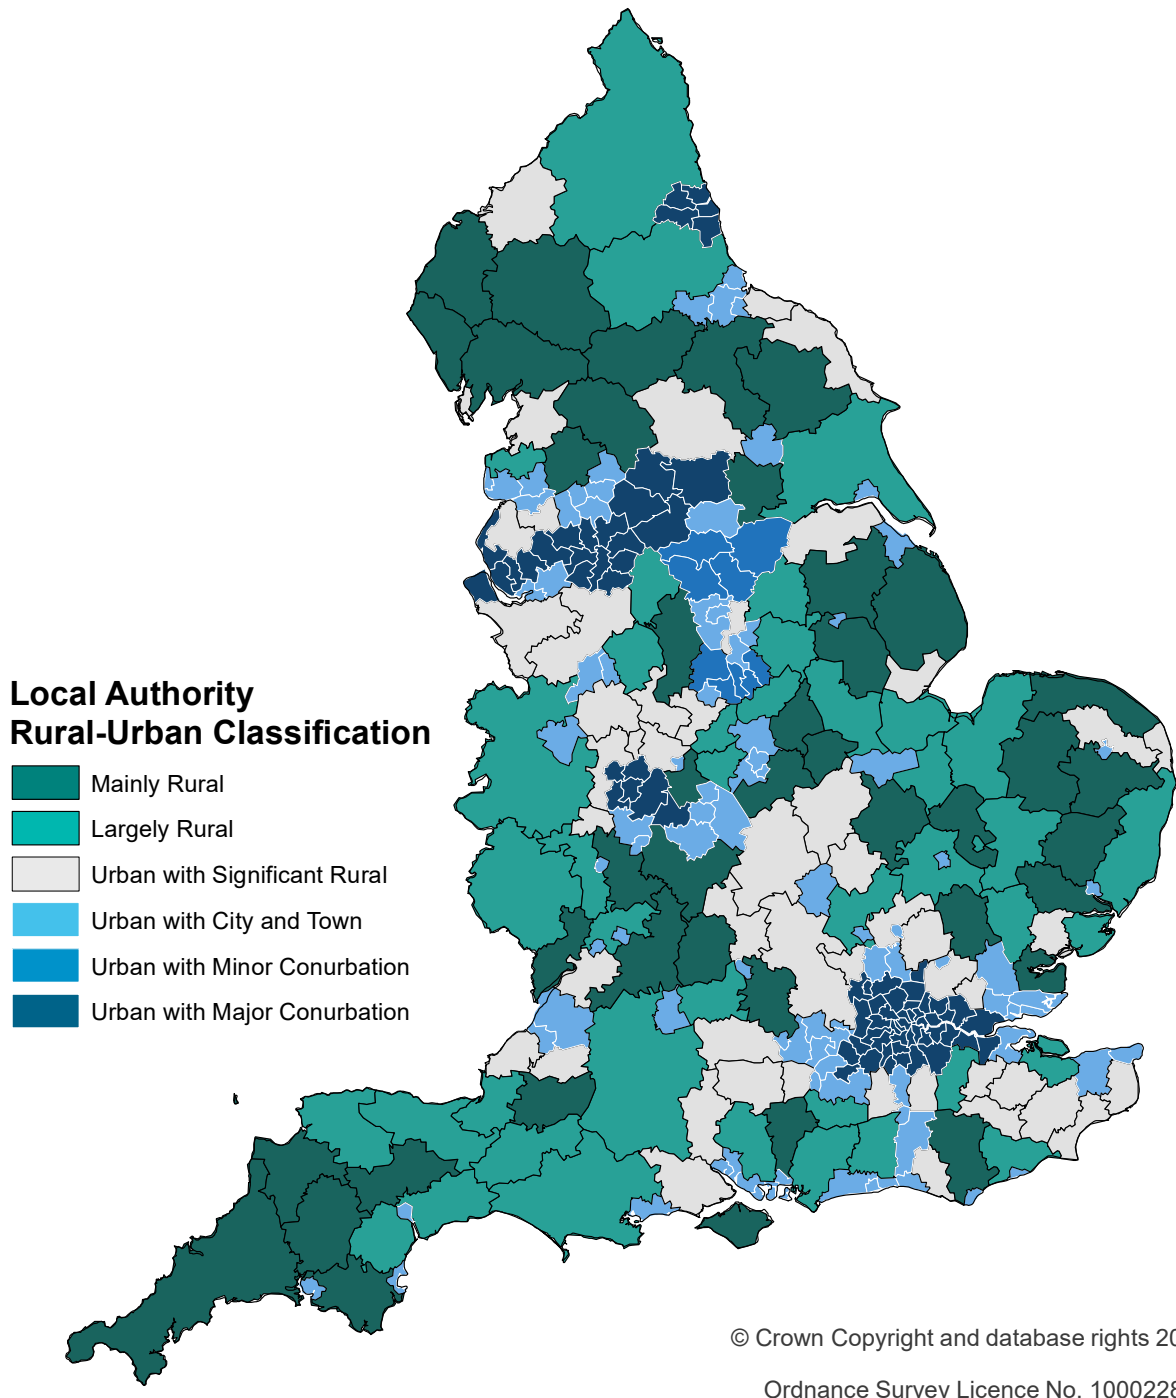 Local Authority
Rural-Urban Classification
Mainly Rural
Largely Rural
Urban with Significant Rural
Urban with City and Town
Urban with Minor Conurbation
Urban with Major Conurbation
© Crown Copyright and database rights 20
Ordnance Survey Licence No. 1000228